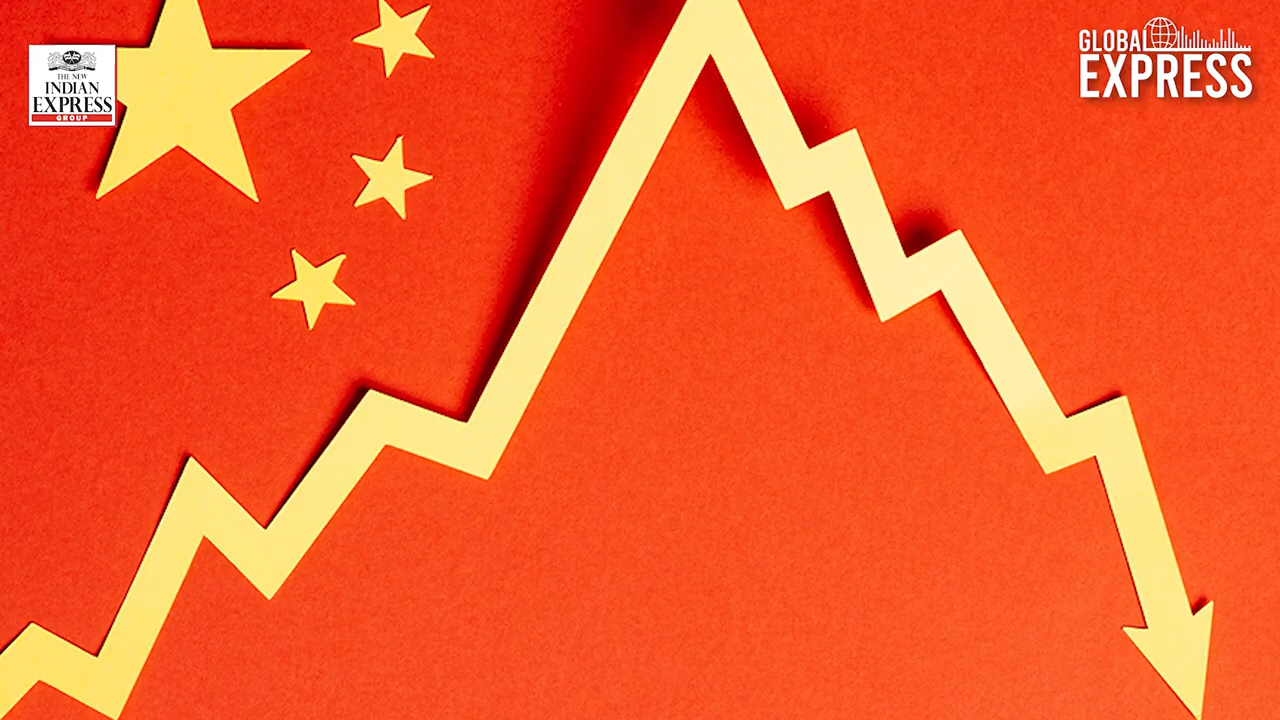 THE NEW
INDIAN
EXPRESS
GROUP
GLOBAL
EXPRESS